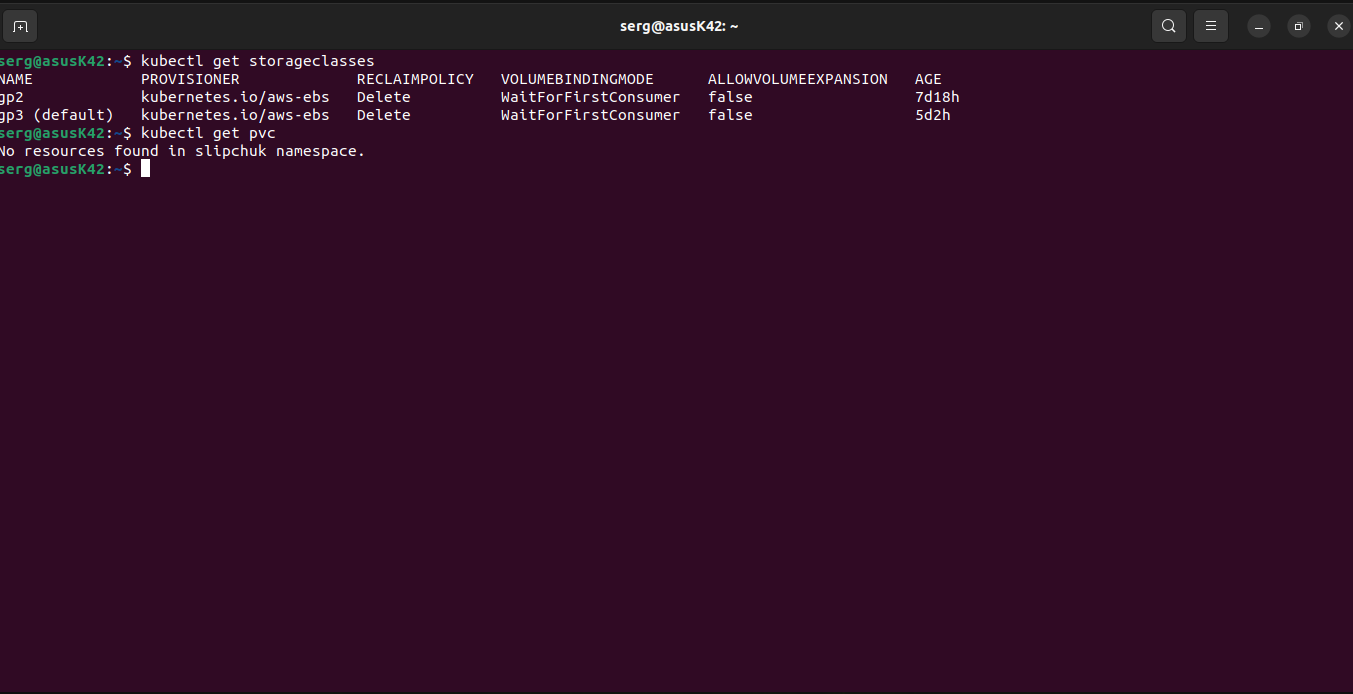 serg@asusK42: ~
serg@asusK42:~$ kubectl get storageclasses
NAME PROVISIONER RECLAIMPOLICY VOLUMEBINDINGMODE ALLOWVOLUMEEXPANSION AGE
gp2 kubernetes.io/aws-ebs Delete WaitForFirstConsumer false 7d18h
gp3 (default) kubernetes.io/aws-ebs Delete WaitForFirstConsumer false 5d2h
serg@asusK42:~$ kubectl get pvc
No resources found in slipchuk namespace.
serg@asusK42:~$